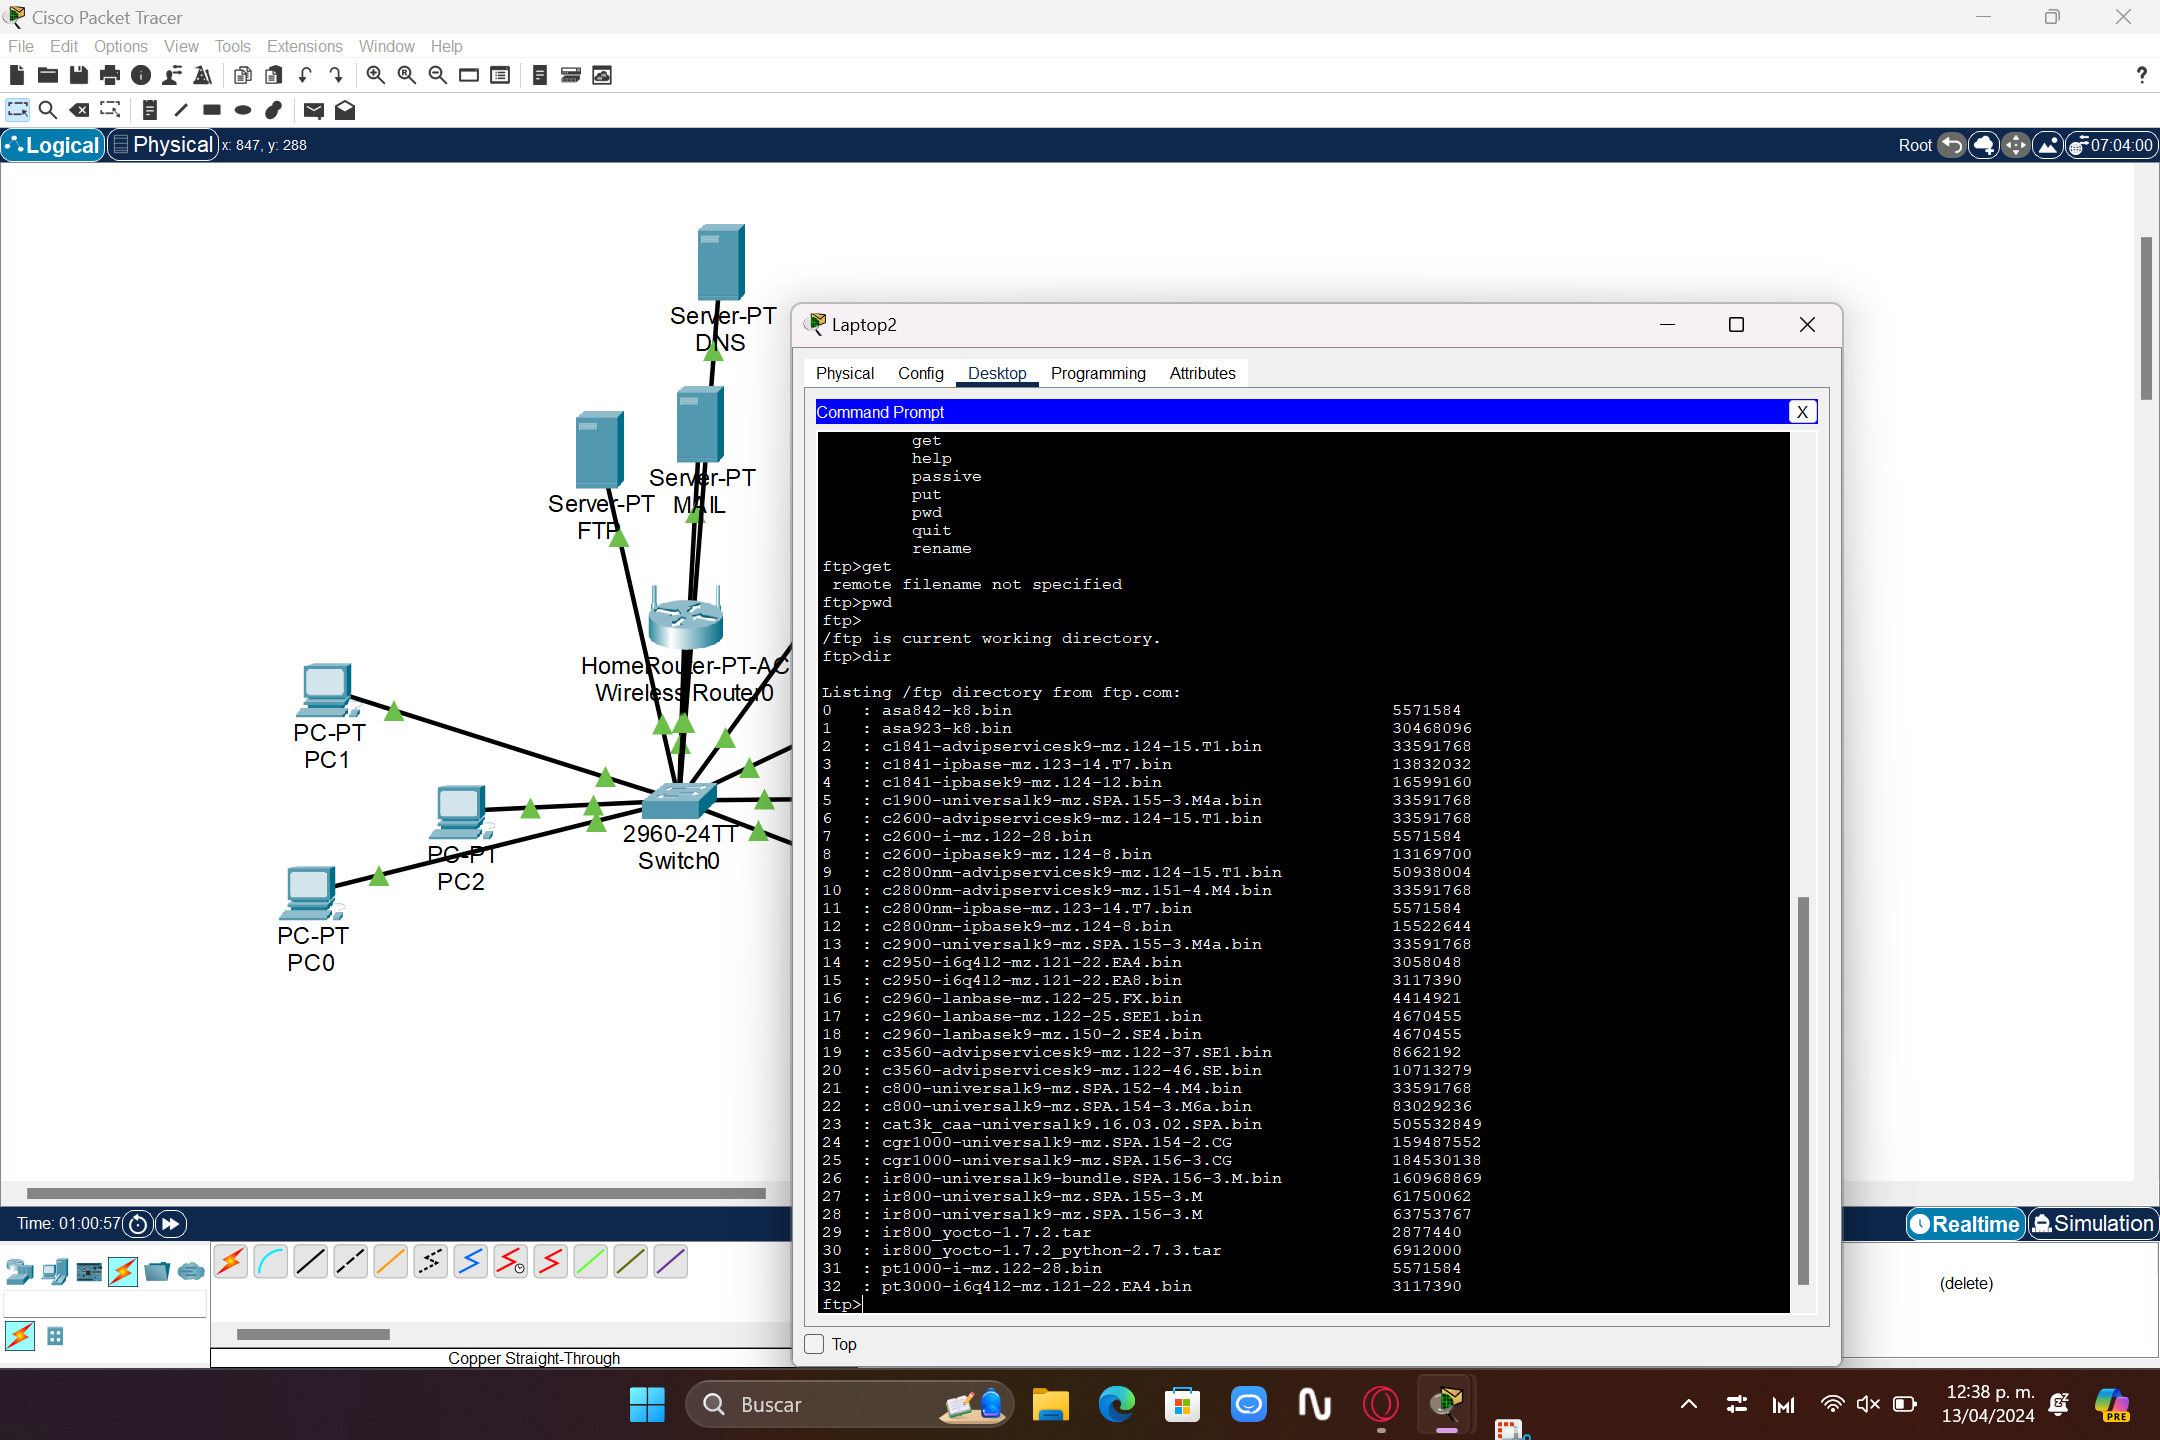 Cisco Packet Tracer
File Edit Options View Tools Extensions Window Help
Logical Physical x: 847, y: 288 Root 07:04:00
Server-PT
DNS
Server-PT
MAIL
Server-PT
FTP
HomeRouter-PT-AC
Wireless Router0
PC-PT
PC1
PC-PT
PC2
2960-24TT
Switch0
PC-PT
PC0
Laptop2
Physical Config Desktop Programming Attributes
Command Prompt X
get
help
passive
put
pwd
quit
rename
ftp>get
remote filename not specified
ftp>pwd
ftp>
/ftp is current working directory.
ftp>dir
Listing /ftp directory from ftp.com:
0 : asa842-k8.bin 5571584
1 : asa923-k8.bin 30468096
2 : c1841-advipservicesk9-mz.124-15.T1.bin 33591768
3 : c1841-ipbase-mz.123-14.T7.bin 13832032
4 : c1841-ipbasek9-mz.124-12.bin 16599160
5 : c1900-universalk9-mz.SPA.155-3.M4a.bin 33591768
6 : c2600-advipservicesk9-mz.124-15.T1.bin 33591768
7 : c2600-i-mz.122-28.bin 5571584
8 : c2600-ipbasek9-mz.124-8.bin 13169700
9 : c2800nm-advipservicesk9-mz.124-15.T1.bin 50938004
10 : c2800nm-advipservicesk9-mz.151-4.M4.bin 33591768
11 : c2800nm-ipbase-mz.123-14.T7.bin 5571584
12 : c2800nm-ipbasek9-mz.124-8.bin 15522644
13 : c2900-universalk9-mz.SPA.155-3.M4a.bin 33591768
14 : c2950-i6q4l2-mz.121-22.EA4.bin 3058048
15 : c2950-i6q4l2-mz.121-22.EA8.bin 3117390
16 : c2960-lanbase-mz.122-25.FX.bin 4414921
17 : c2960-lanbase-mz.122-25.SEE1.bin 4670455
18 : c2960-lanbasek9-mz.150-2.SE4.bin 4670455
19 : c3560-advipservicesk9-mz.122-37.SE1.bin 8662192
20 : c3560-advipservicesk9-mz.122-46.SE.bin 10713279
21 : c800-universalk9-mz.SPA.152-4.M4.bin 33591768
22 : c800-universalk9-mz.SPA.154-3.M6a.bin 83029236
23 : cat3k_caa-universalk9.16.03.02.SPA.bin 505532849
24 : cgr1000-universalk9-mz.SPA.154-2.CG 159487552
25 : cgr1000-universalk9-mz.SPA.156-3.CG 184530138
26 : ir800-universalk9-bundle.SPA.156-3.M.bin 160968869
27 : ir800-universalk9-mz.SPA.155-3.M 61750062
28 : ir800-universalk9-mz.SPA.156-3.M 63753767
29 : ir800_yocto-1.7.2.tar 2877440
30 : ir800_yocto-1.7.2_python-2.7.3.tar 6912000
31 : pt1000-i-mz.122-28.bin 5571584
32 : pt3000-i6q4l2-mz.121-22.EA4.bin 3117390
ftp>
Top
Time: 01:00:57
Realtime Simulation
(delete)
Copper Straight-Through
Buscar
12:38 p. m.
13/04/2024
PRE